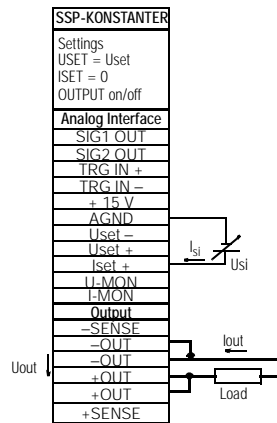 SSP-KONSTANTER
Settings
USET = Uset
ISET = 0
OUTPUT on/off
Analog Interface
SIG1 OUT
SIG2 OUT
TRG IN +
TRG IN –
+ 15 V
AGND
Uset –
Uset +
Iset +
U-MON
I-MON
Output
–SENSE
–OUT
–OUT
+OUT
+OUT
+SENSE
Isi
Usi
Uout
Iout
Load